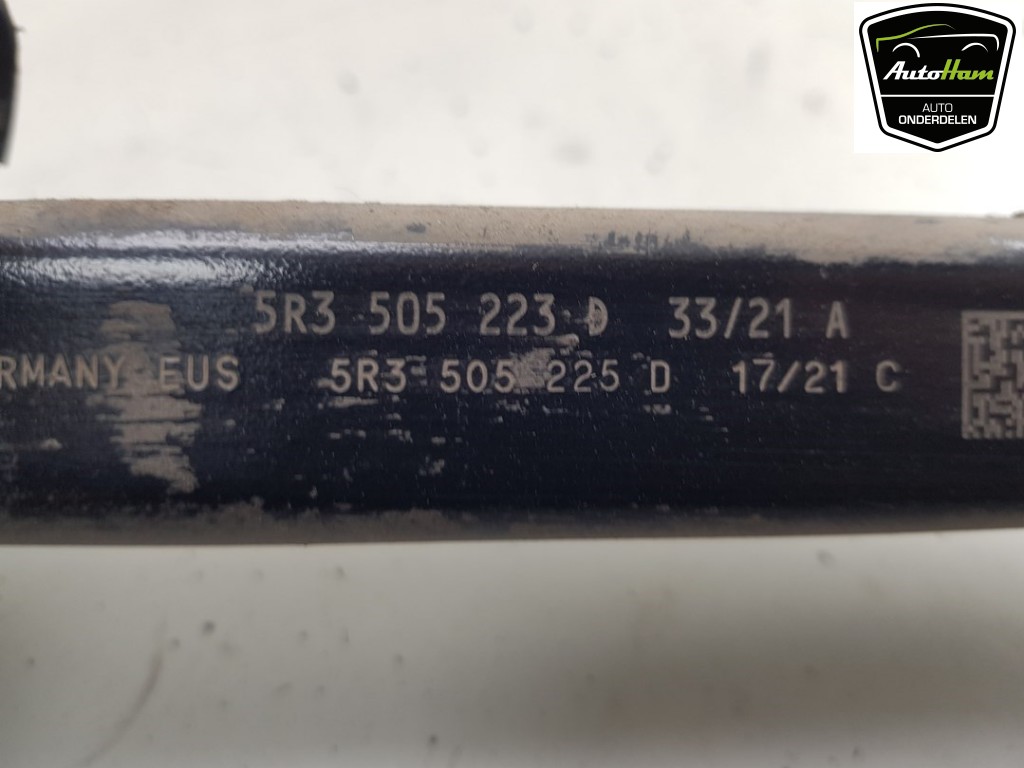 AutoHam
AUTO
ONDERDELEN
5R3 505 223 D 33/21 A
RMANY EUS 5R3 505 225 D 17/21 C